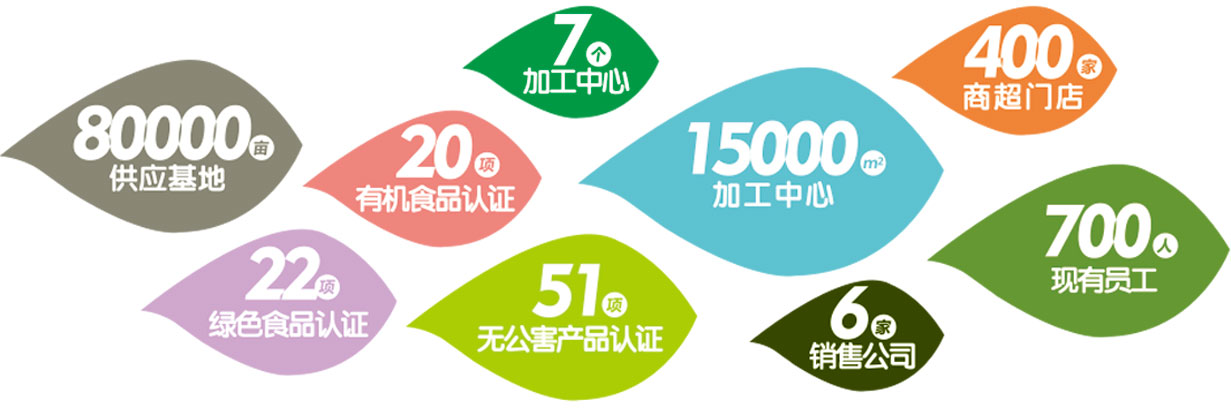 80000亩
供应基地
20项
有机食品认证
7个
加工中心
15000m²
加工中心
400家
商超门店
22项
绿色食品认证
51项
无公害产品认证
6家
销售公司
700人
现有员工